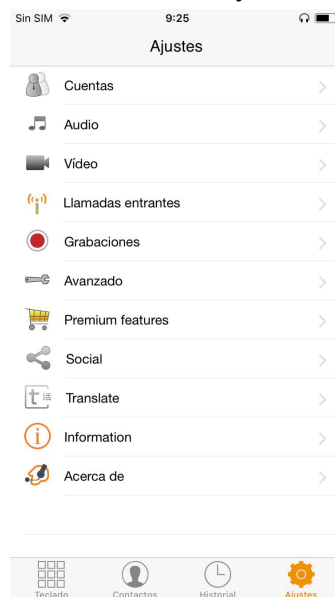 Sin SIM 9:25
Ajustes
Cuentas
Audio
Vídeo
Llamadas entrantes
Grabaciones
Avanzado
Premium features
Social
t 活 Translate
i Information
Acerca de
Teclado Contactos Historial Ajustes